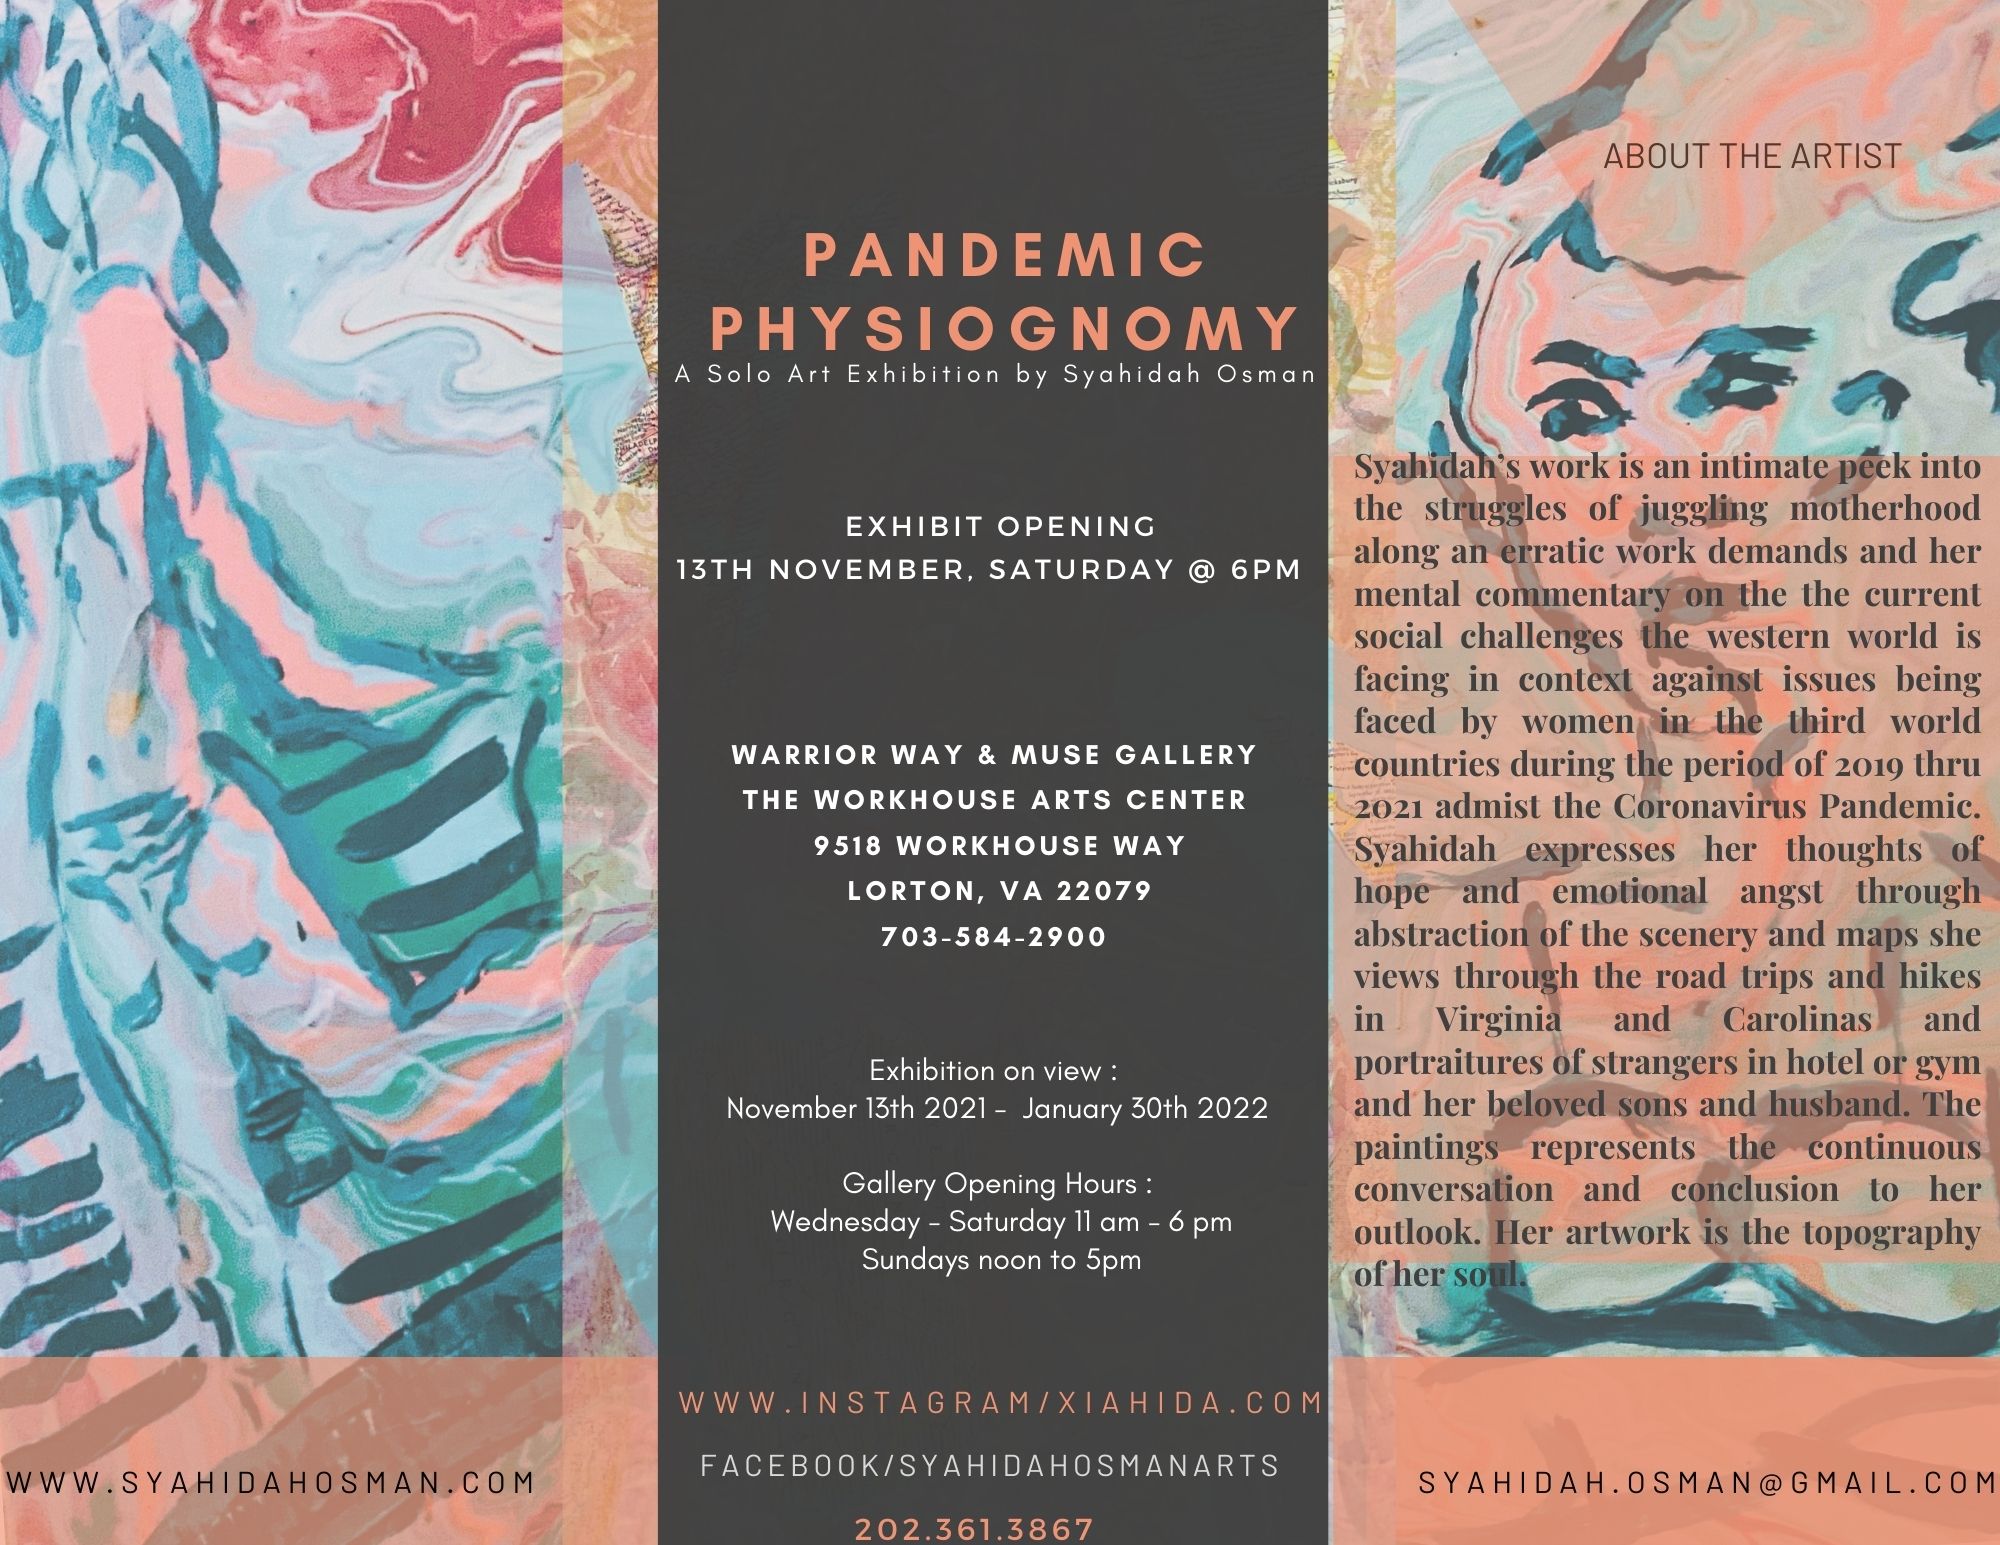 PANDEMIC
PHYSIOGNOMY
A Solo Art Exhibition by Syahidah Osman
EXHIBIT OPENING
13TH NOVEMBER, SATURDAY @ 6PM
WARRIOR WAY & MUSE GALLERY
THE WORKHOUSE ARTS CENTER
9518 WORKHOUSE WAY
LORTON, VA 22079
703-584-2900
Exhibition on view :
November 13th 2021 - January 30th 2022
Gallery Opening Hours :
Wednesday - Saturday 11 am - 6 pm
Sundays noon to 5pm
WWW.INSTAGRAM/XIAHIDA.COM
FACEBOOK/SYAHIDAHOSMANARTS
202.361.3867
WWW.SYAHIDAHOSMAN.COM
ABOUT THE ARTIST
Syahidah's work is an intimate peek into
the struggles of juggling motherhood
along an erratic work demands and her
mental commentary on the the current
social challenges the western world is
facing in context against issues being
faced by women in the third world
countries during the period of 2019 thru
2021 admist the Coronavirus Pandemic.
Syahidah expresses her thoughts of
hope and emotional angst through
abstraction of the scenery and maps she
views through the road trips and hikes
in Virginia and Carolinas and
portraitures of strangers in hotel or gym
and her beloved sons and husband. The
paintings represents the continuous
conversation and conclusion to her
outlook. Her artwork is the topography
of her soul.
SYAHIDAH.OSMAN@GMAIL.COM